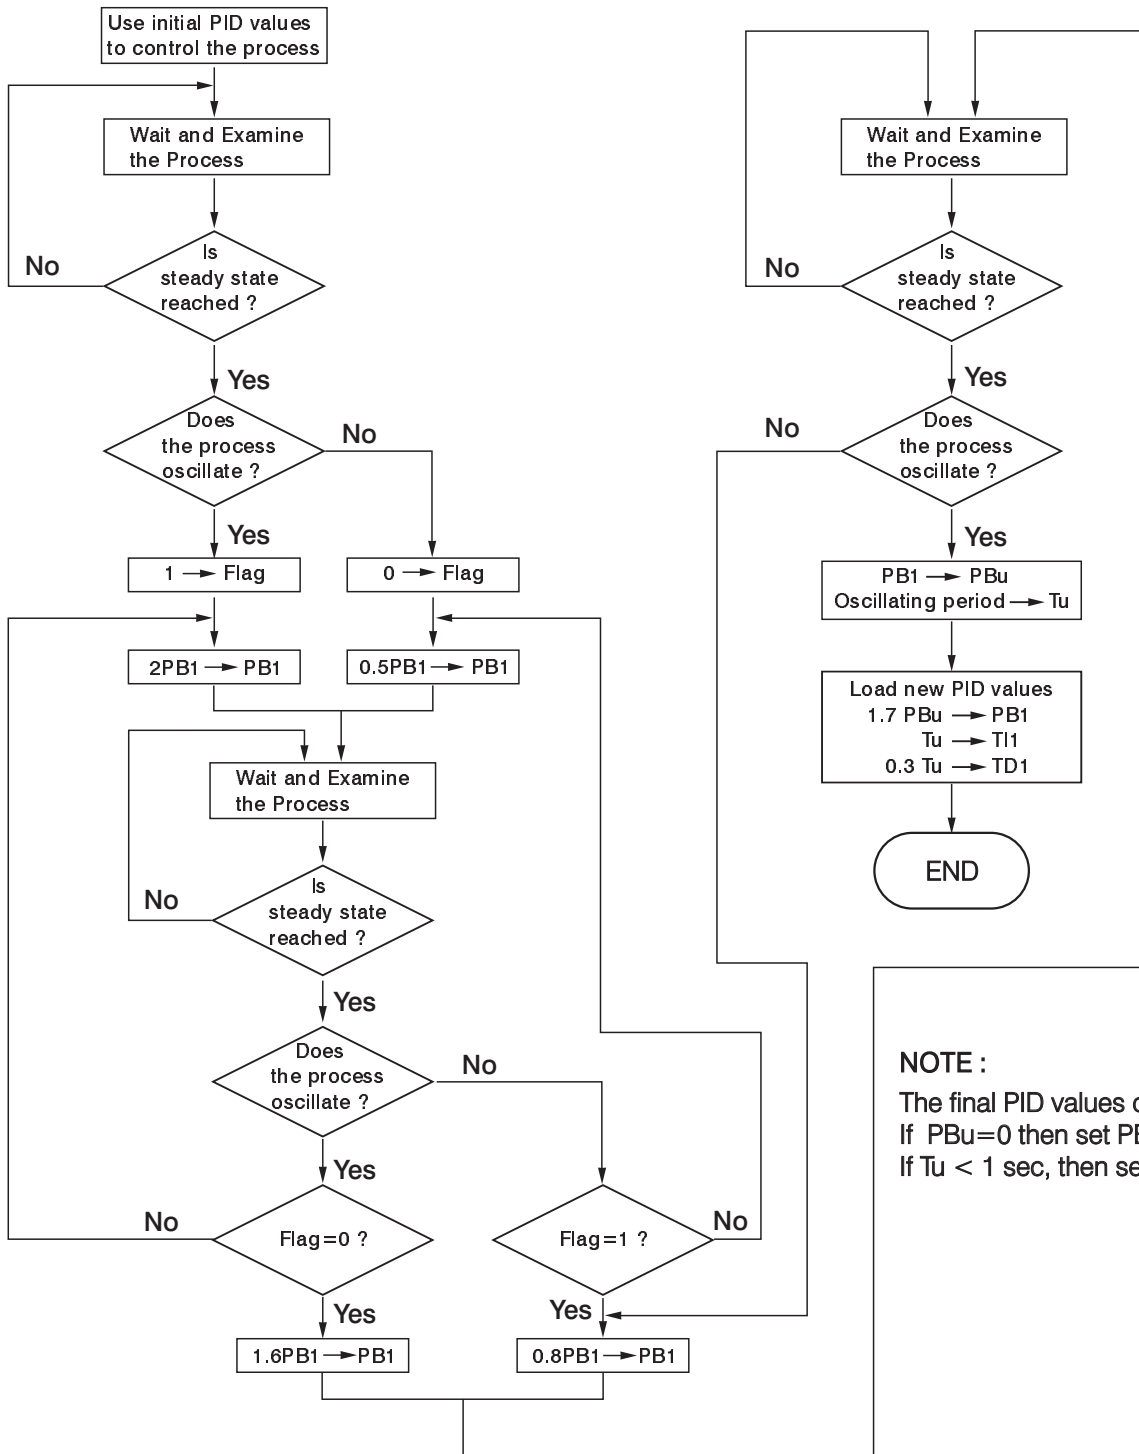 Use initial PID values
to control the process
Wait and Examine
the Process
Is
steady state
reached ?
No
Yes
Does
the process
oscillate ?
No
Yes
1 → Flag
0 → Flag
2PB1 → PB1
0.5PB1 → PB1
Wait and Examine
the Process
Is
steady state
reached ?
No
Yes
Does
the process
oscillate ?
No
Yes
Flag=0 ?
No
Yes
Flag=1 ?
No
Yes
1.6PB1 → PB1
0.8PB1 → PB1
Wait and Examine
the Process
Is
steady state
reached ?
No
Yes
Does
the process
oscillate ?
No
Yes
PB1 → PBu
Oscillating period → Tu
Load new PID values
1.7 PBu → PB1
Tu → TI1
0.3 Tu → TD1
END
NOTE :
The final PID values
If PBu=0 then set
If Tu < 1 sec, then